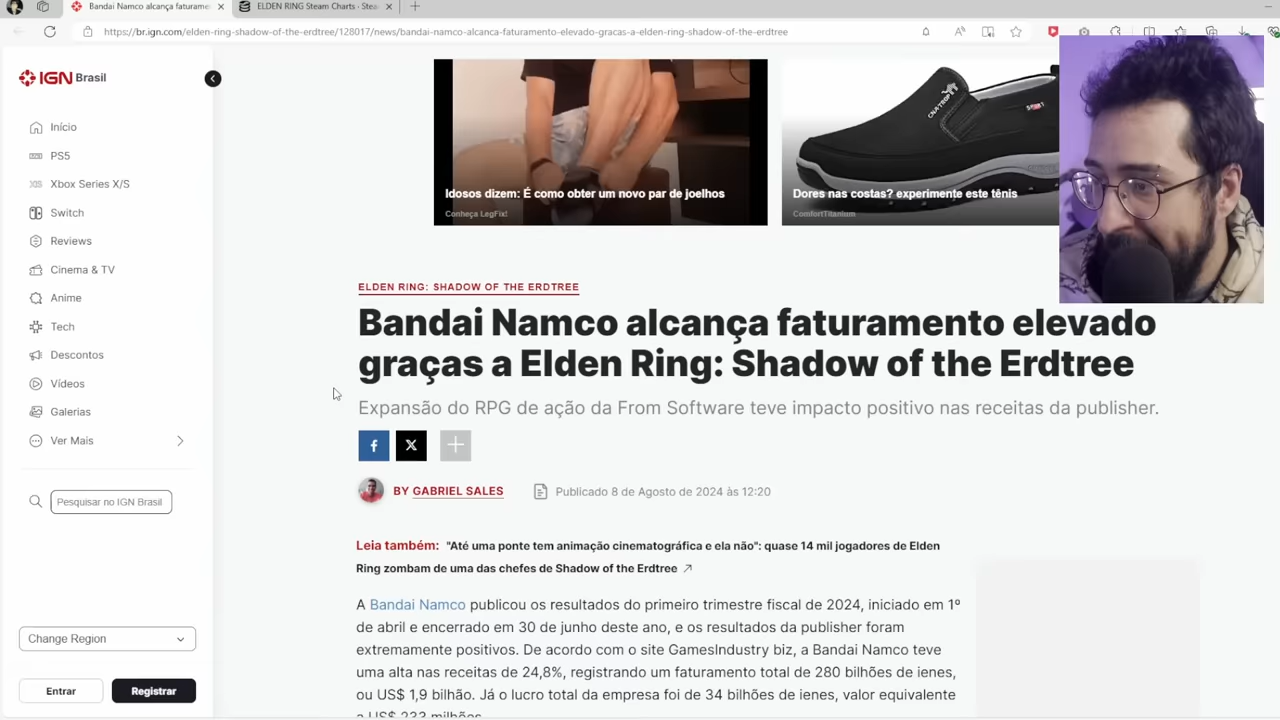 Bandai Namco alcança faturamen
ELDEN RING Steam Charts · Stea
https://br.ign.com/elden-ring-shadow-of-the-erdtree/128017/news/bandai-namco-alcanca-faturamento-elevado-gracas-a-elden-ring-shadow-of-the-erdtree
IGN Brasil
Início
PS5
Xbox Series X/S
Switch
Reviews
Cinema & TV
Anime
Tech
Descontos
Vídeos
Galerias
Ver Mais
Pesquisar no IGN Brasil
Change Region
Entrar
Registrar
Idosos dizem: É como obter um novo par de joelhos
Conheça LegFix!
Dores nas costas? experimente este tênis
ComfortTitanium
ELDEN RING: SHADOW OF THE ERDTREE
Bandai Namco alcança faturamento elevado
graças a Elden Ring: Shadow of the Erdtree
Expansão do RPG de ação da From Software teve impacto positivo nas receitas da publisher.
BY GABRIEL SALES
Publicado 8 de Agosto de 2024 às 12:20
Leia também: "Até uma ponte tem animação cinematográfica e ela não": quase 14 mil jogadores de Elden
Ring zombam de uma das chefes de Shadow of the Erdtree
A Bandai Namco publicou os resultados do primeiro trimestre fiscal de 2024, iniciado em 1º
de abril e encerrado em 30 de junho deste ano, e os resultados da publisher foram
extremamente positivos. De acordo com o site GamesIndustry biz, a Bandai Namco teve
uma alta nas receitas de 24,8%, registrando um faturamento total de 280 bilhões de ienes,
ou US$ 1,9 bilhão. Já o lucro total da empresa foi de 34 bilhões de ienes, valor equivalente
a US$ 233 milhões.